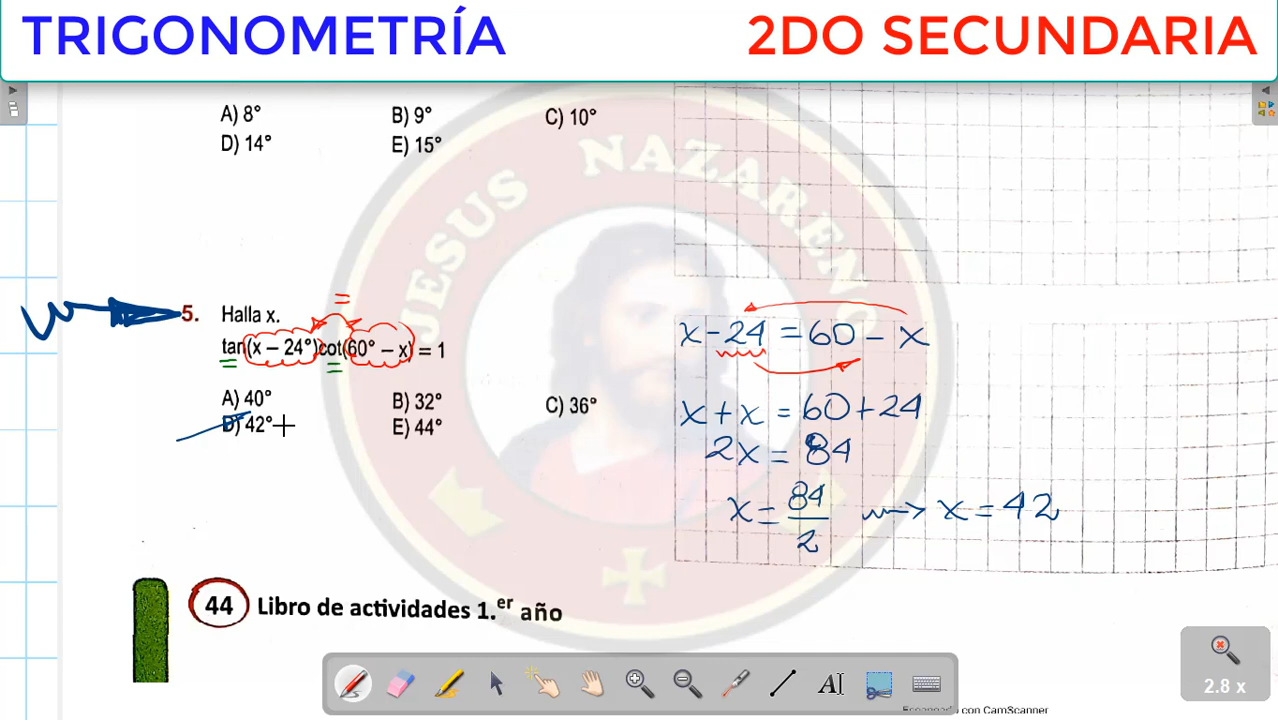 TRIGONOMETRÍA
2DO SECUNDARIA
A) 8°
B) 9°
C) 10°
D) 14°
E) 15°
JESUS NAZARENO
5. Halla x.
tan(x – 24°)cot(60° – x) = 1
=
A) 40°
B) 32°
C) 36°
D) 42°
E) 44°
x - 24 = 60 - x
x + x = 60 + 24
2x = 84
x = 84/2 → x = 42
44 Libro de actividades 1.er año
AI
2.8 x
con CamScanner